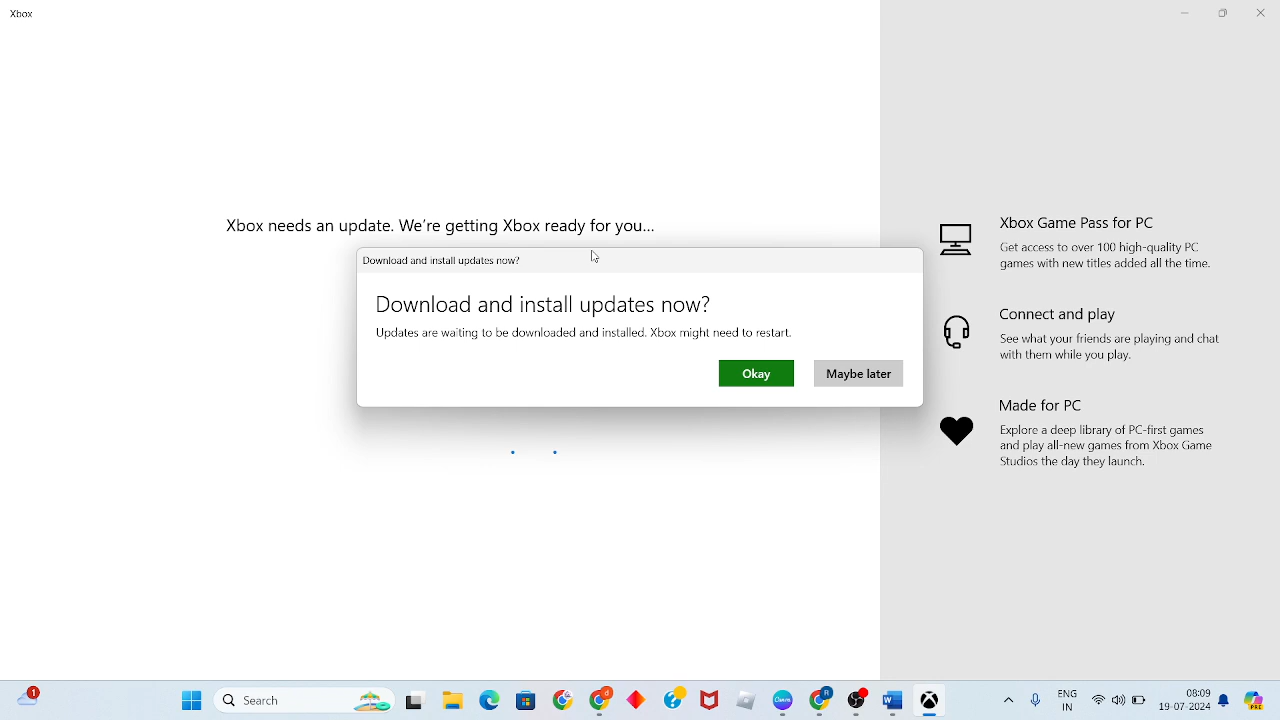 Xbox
Xbox needs an update. We're getting Xbox ready for you...
Download and install updates now?
Download and install updates now?
Updates are waiting to be downloaded and installed. Xbox might need to restart.
Okay
Maybe later
Xbox Game Pass for PC
Get access to over 100 high-quality PC
games with new titles added all the time.
Connect and play
See what your friends are playing and chat
with them while you play.
Made for PC
Explore a deep library of PC-first games
and play all-new games from Xbox Game
Studios the day they launch.
1
Search
d
Canva
R
W
ENG
IN
08:09
19-07-2024
PRE